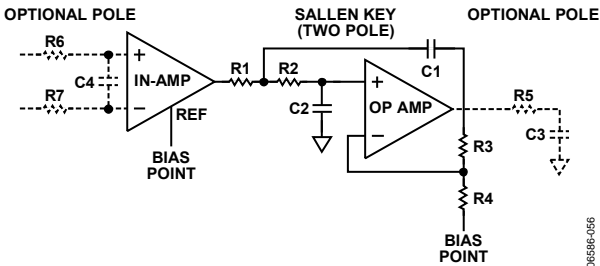 OPTIONAL POLE
SALLEN KEY
(TWO POLE)
OPTIONAL POLE
R6
C4
R7
+
IN-AMP
−
REF
BIAS
POINT
R1
R2
C1
C2
+
OP AMP
−
R5
C3
R3
R4
BIAS
POINT
06586-056